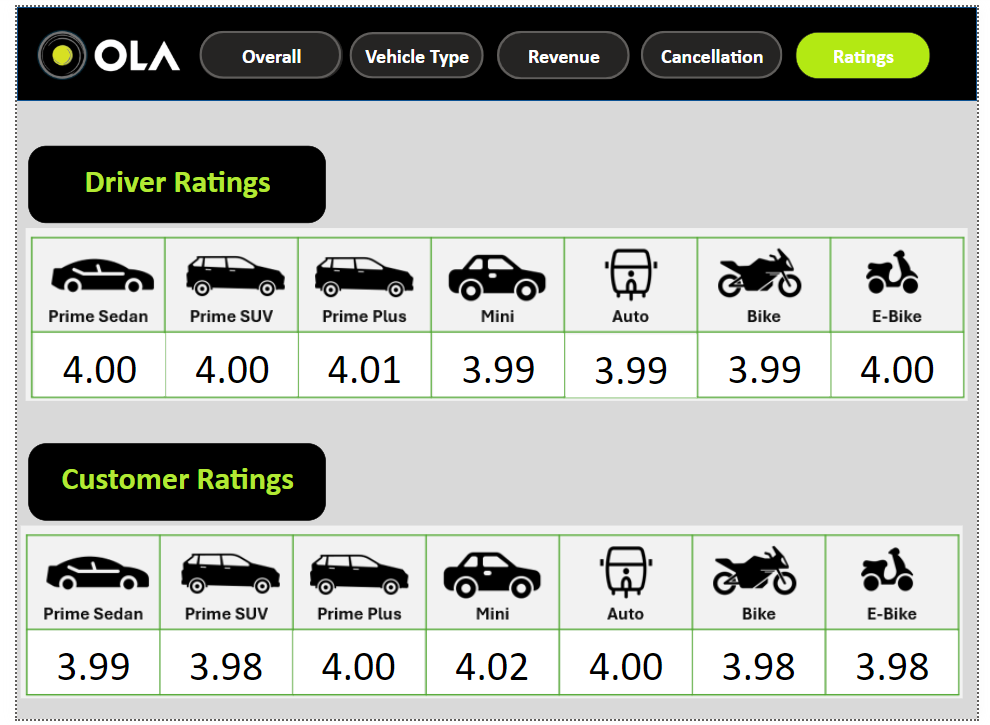 OLA Overall Vehicle Type Revenue Cancellation Ratings
Driver Ratings
Prime Sedan Prime SUV Prime Plus Mini Auto Bike E-Bike
4.00 4.00 4.01 3.99 3.99 3.99 4.00
Customer Ratings
Prime Sedan Prime SUV Prime Plus Mini Auto Bike E-Bike
3.99 3.98 4.00 4.02 4.00 3.98 3.98